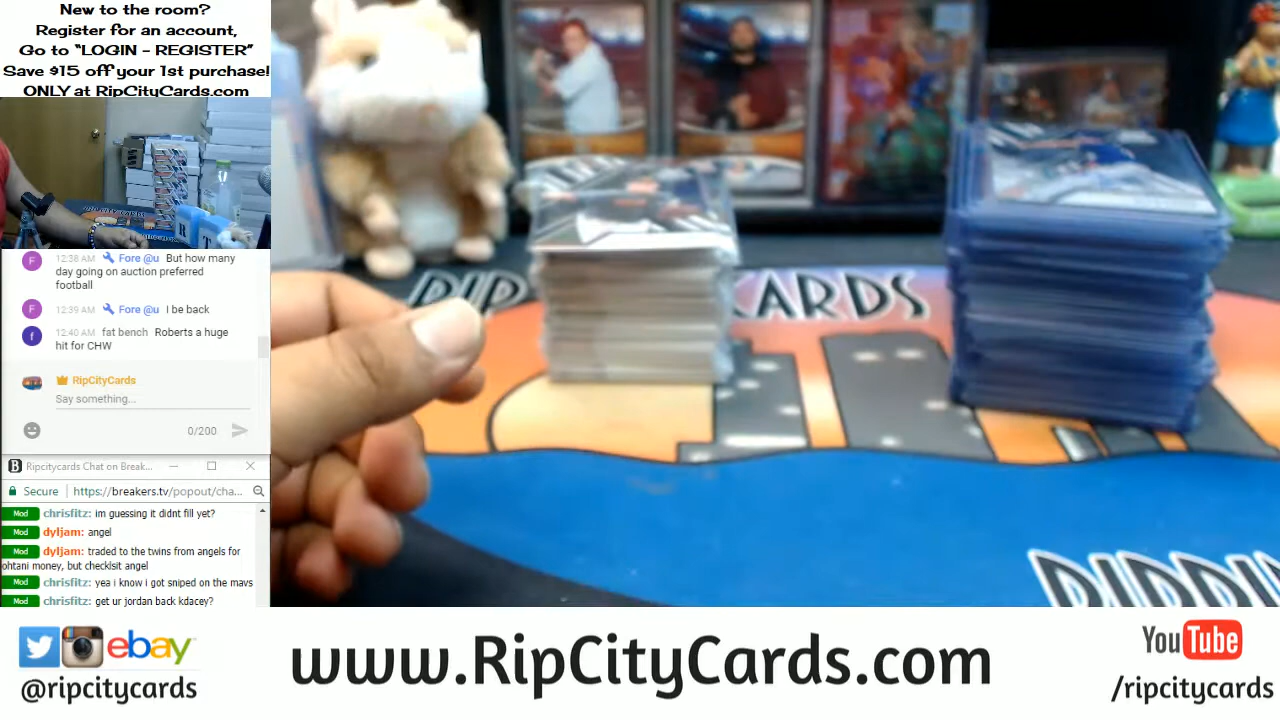 New to the room?
Register for an account,
Go to “LOGIN - REGISTER”
Save $15 off your 1st purchase!
ONLY at RipCityCards.com
F 12:38 AM Fore @u But how many
day going on auction preferred
football
F 12:39 AM Fore @u I be back
f 12:40 AM fat bench Roberts a huge
hit for CHW
RipCityCards
Say something...
0/200
B Ripcitycards Chat on Break...
Secure https://breakers.tv/popout/cha...
Mod chrisfitz: im guessing it didnt fill yet?
Mod dyljam: angel
Mod dyljam: traded to the twins from angels for
ohtani money, but checkisit angel
Mod chrisfitz: yea i know i got sniped on the mavs
Mod chrisfitz: get ur jordan back kdacey?
RIP CARDS
ebay
@ripcitycards
www.RipCityCards.com
YouTube
/ripcitycards